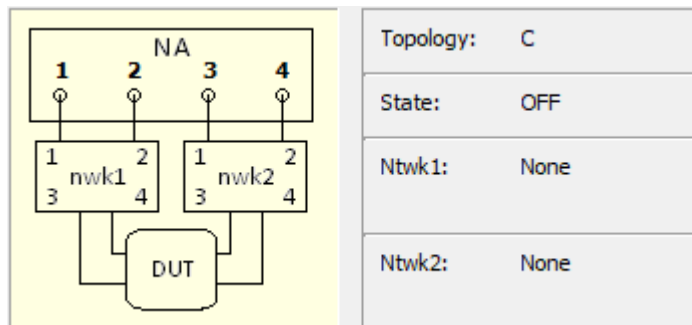 NA
1 2 3 4
1 2 1 2
nwk1 nwk2
3 4 3 4
DUT
Topology: C
State: OFF
Ntwk1: None
Ntwk2: None